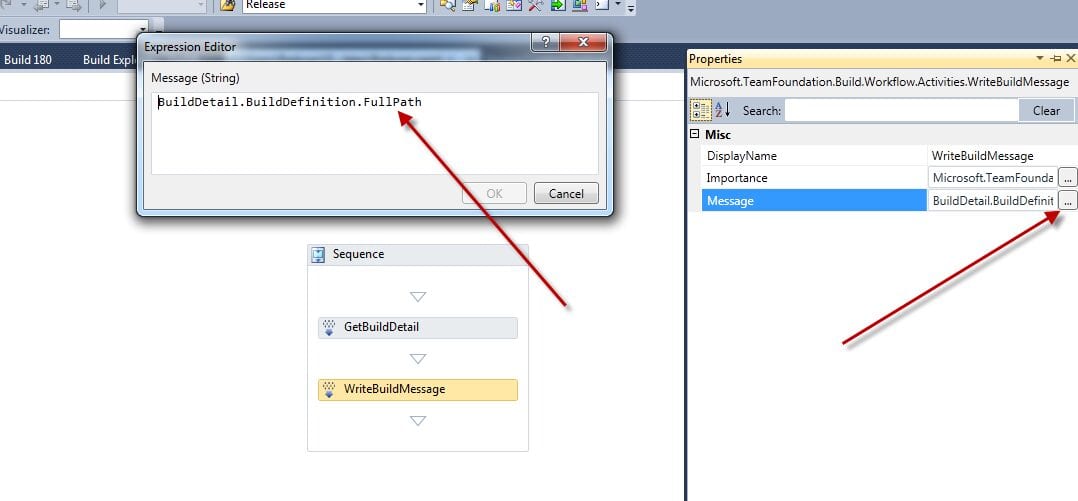 Release
Visualizer:
Build 180
Build Expl
Expression Editor
Message (String)
BuildDetail.BuildDefinition.FullPath
OK
Cancel
Sequence
GetBuildDetail
WriteBuildMessage
Properties
Microsoft.TeamFoundation.Build.Workflow.Activities.WriteBuildMessage
Search:
Clear
Misc
DisplayName
WriteBuildMessage
Importance
Microsoft.TeamFounda
...
Message
BuildDetail.BuildDefinit
...